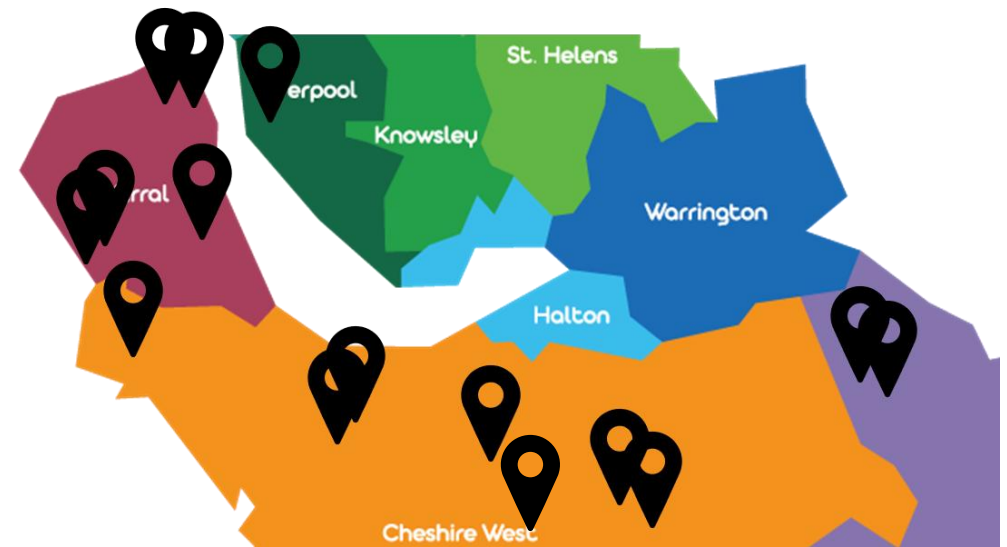 St. Helens
erpool
Knowsley
rral
Warrington
Halton
Cheshire West